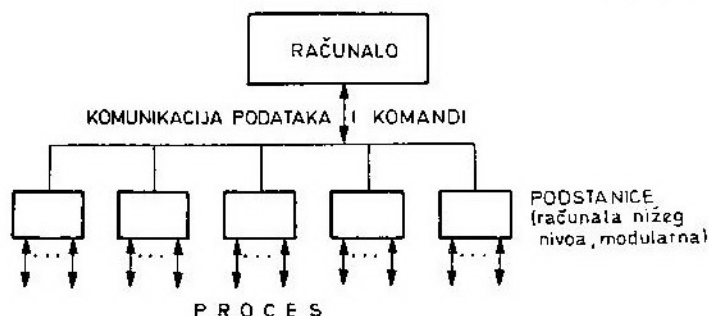 RAČUNALO
KOMUNIKACIJA PODATAKA I KOMANDI
PODSTANICE
(računala nižeg
nivoa, modularna)
PROCES